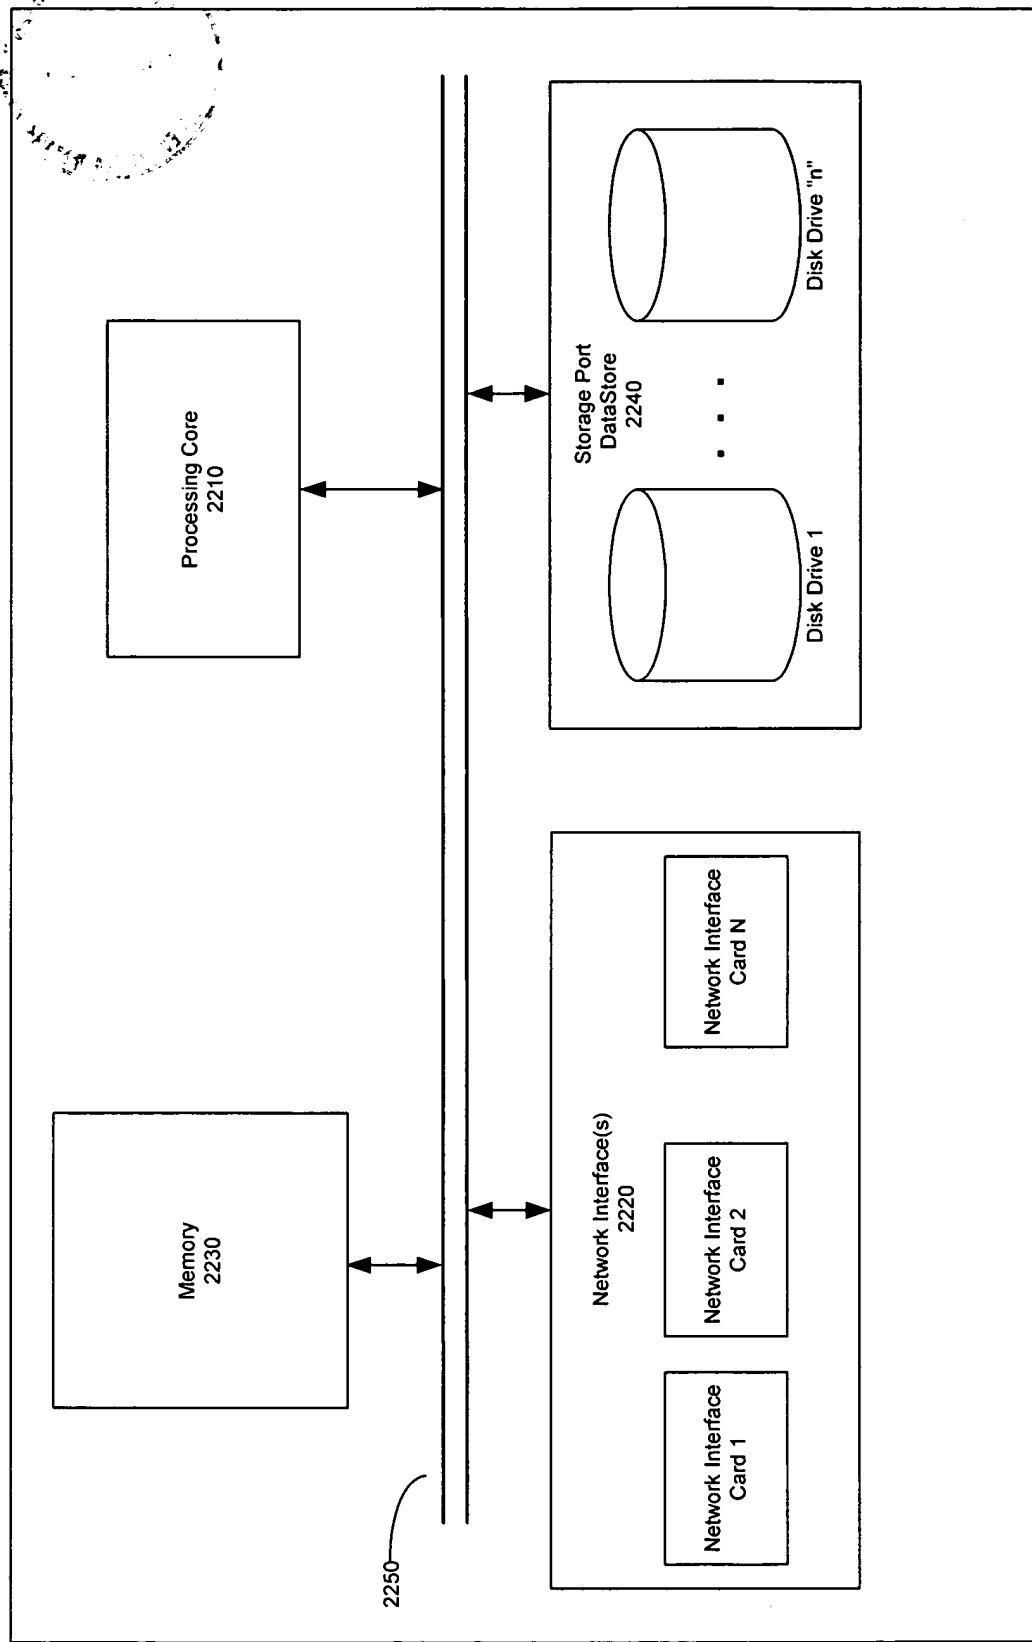 Memory
2230
Processing Core
2210
2250
Network Interface(s)
2220
Network Interface
Card 1
Network Interface
Card 2
Network Interface
Card N
Storage Port
DataStore
2240
Disk Drive 1
Disk Drive "n"